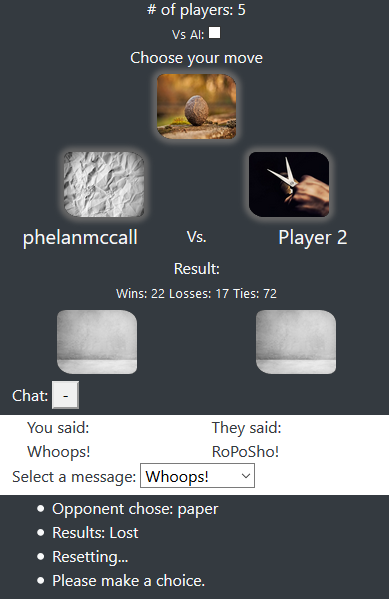 # of players: 5
Vs AI:
Choose your move
phelanmccall Vs. Player 2
Result:
Wins: 22 Losses: 17 Ties: 72
Chat: -
You said: They said:
Whoops! RoPoSho!
Select a message: Whoops!
• Opponent chose: paper
• Results: Lost
• Resetting...
• Please make a choice.